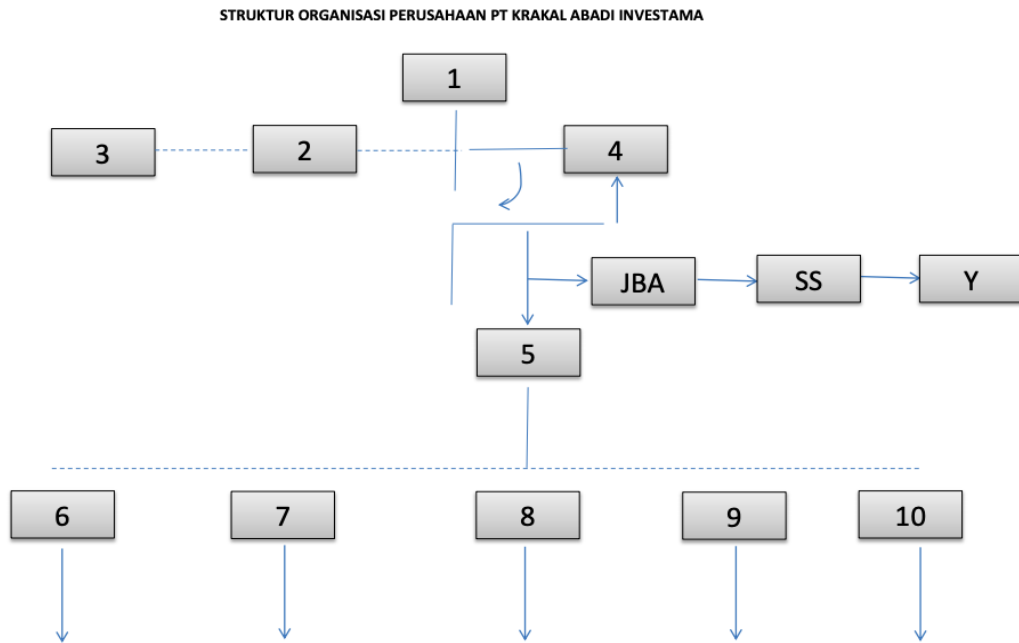 STRUKTUR ORGANISASI PERUSAHAAN PT KRAKAL ABADI INVESTAMA
1
3 2 4
JBA SS Y
5
6 7 8 9 10